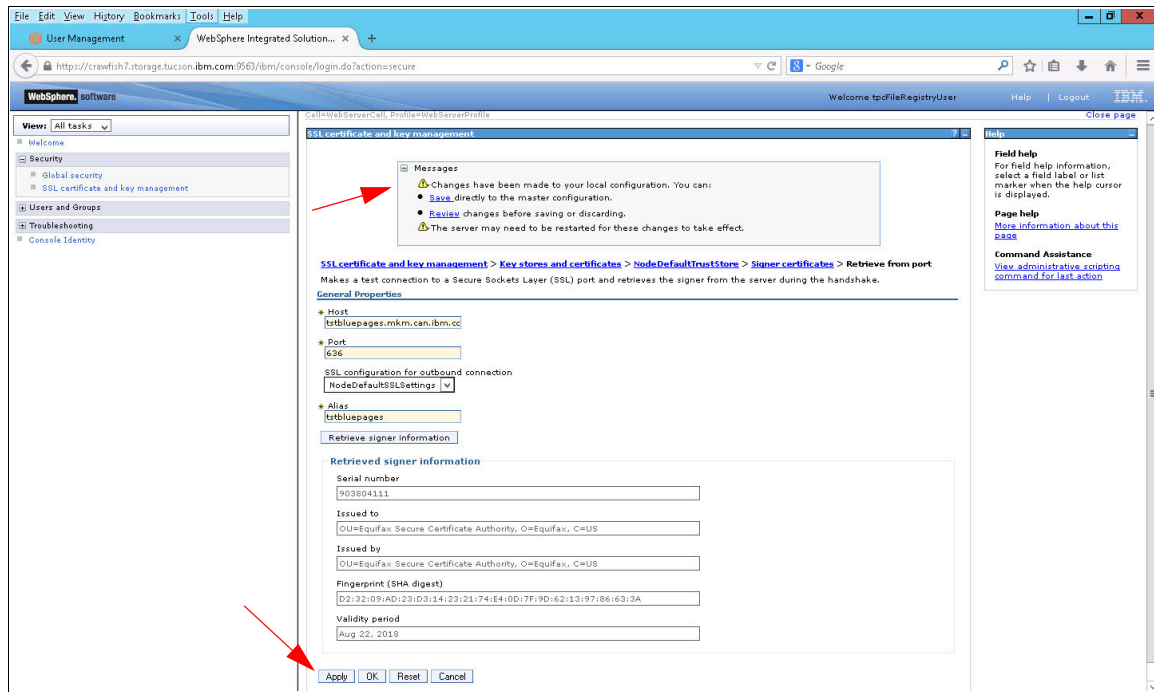 File Edit View History Bookmarks Tools Help
User Management
WebSphere Integrated Solution...
https://crawfish7.storage.tucson.ibm.com:9563/ibm/console/login.do?action=secure
Google
WebSphere. software
Welcome tpcFileRegistryUser
Help | Logout
IBM.
View: All tasks
Welcome
Security
Global security
SSL certificate and key management
Users and Groups
Troubleshooting
Console Identity
Cell=WebServerCell, Profile=WebServerProfile
Close page
SSL certificate and key management
Messages
Changes have been made to your local configuration. You can:
Save directly to the master configuration.
Review changes before saving or discarding.
The server may need to be restarted for these changes to take effect.
SSL certificate and key management > Key stores and certificates > NodeDefaultTrustStore > Signer certificates > Retrieve from port
Makes a test connection to a Secure Sockets Layer (SSL) port and retrieves the signer from the server during the handshake.
General Properties
Host
tstbluepages.mkm.can.ibm.cc
Port
636
SSL configuration for outbound connection
NodeDefaultSSLSettings
Alias
tstbluepages
Retrieve signer information
Retrieved signer information
Serial number
903804111
Issued to
OU=Equifax Secure Certificate Authority, O=Equifax, C=US
Issued by
OU=Equifax Secure Certificate Authority, O=Equifax, C=US
Fingerprint (SHA digest)
D2:32:09:AD:23:D3:14:23:21:74:E4:0D:7F:9D:62:13:97:86:63:3A
Validity period
Aug 22, 2018
Apply OK Reset Cancel
Help
Field help
For field help information,
select a field label or list
marker when the help cursor
is displayed.
Page help
More information about this
page
Command Assistance
View administrative scripting
command for last action